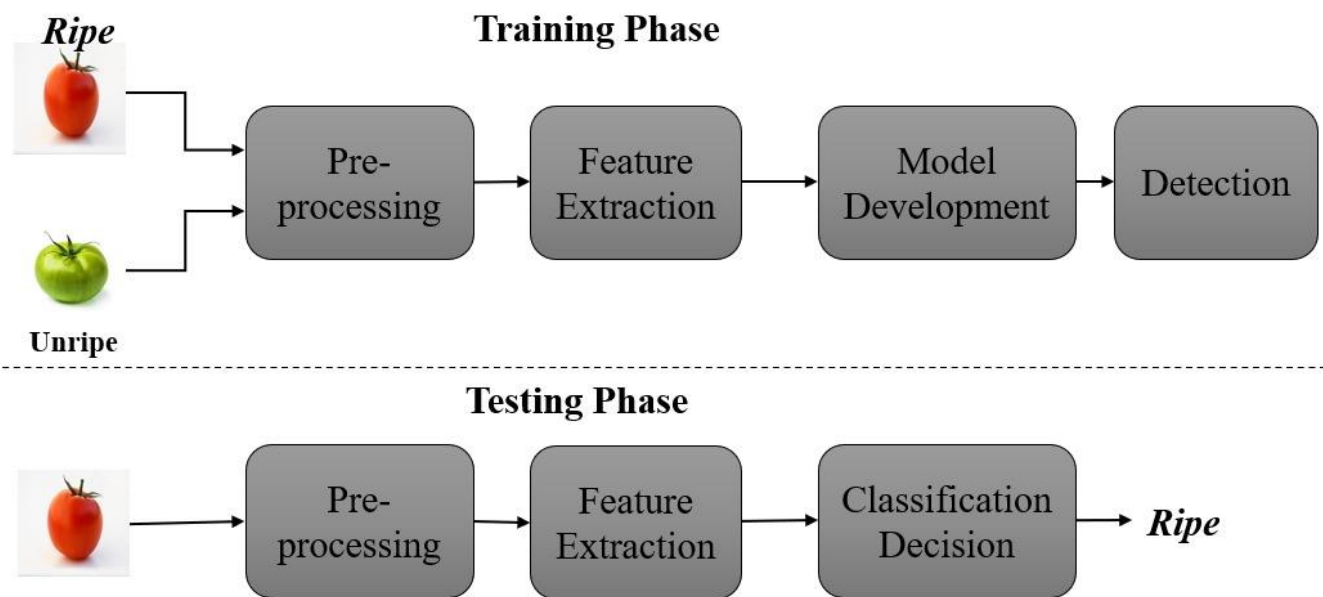 Ripe
Training Phase
Pre-
processing
Feature
Extraction
Model
Development
Detection
Unripe
Testing Phase
Pre-
processing
Feature
Extraction
Classification
Decision
Ripe